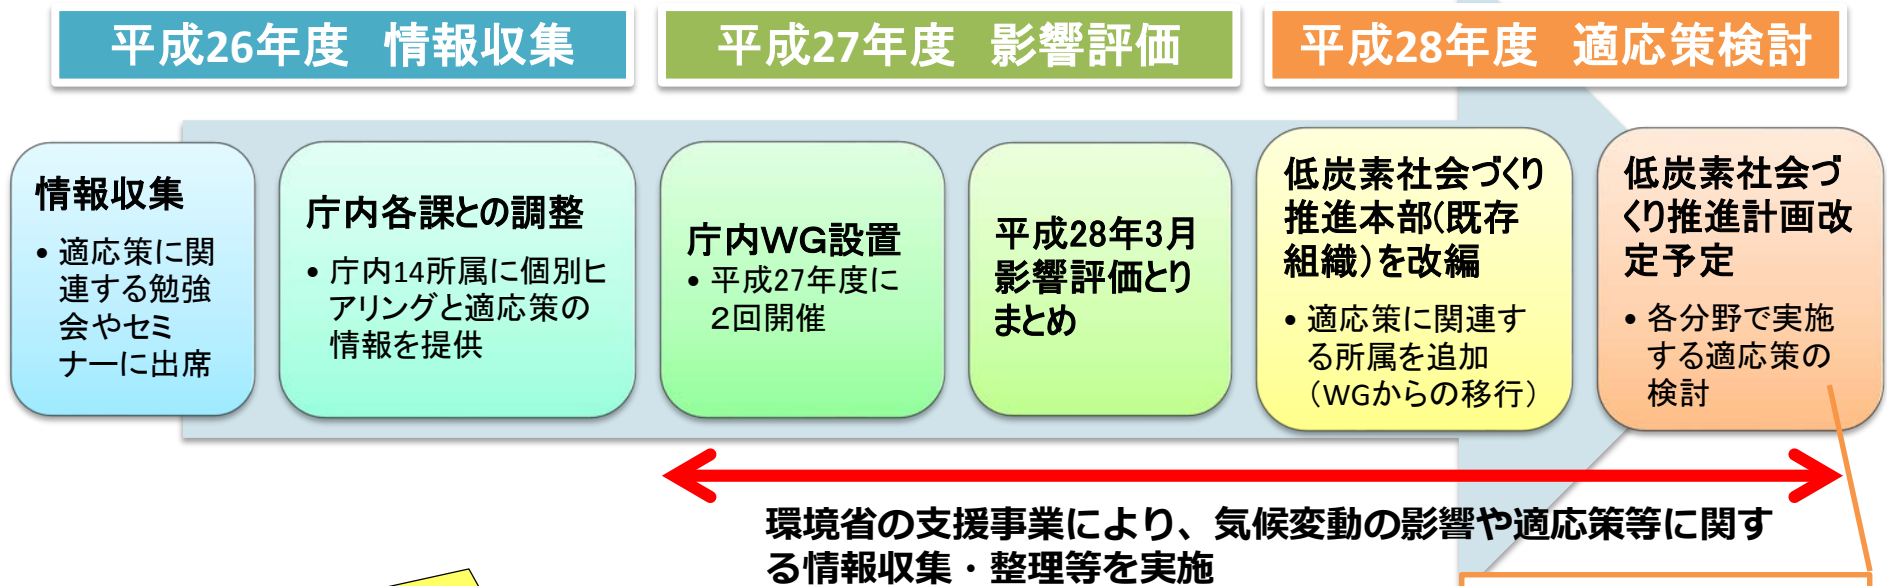 平成26年度　情報収集
平成27年度　影響評価
平成28年度　適応策検討
情報収集
• 適応策に関
連する勉強
会やセミ
ナーに出席
庁内各課との調整
• 庁内14所属に個別ヒ
アリングと適応策の
情報を提供
庁内WG設置
• 平成27年度に
２回開催
平成28年3月
影響評価とり
まとめ
低炭素社会づくり
推進本部(既存
組織）を改編
• 適応策に関連す
る所属を追加
（WGからの移行）
低炭素社会づ
くり推進計画改
定予定
• 各分野で実施
する適応策の
検討
環境省の支援事業により、気候変動の影響や適応策等に関す
る情報収集・整理等を実施